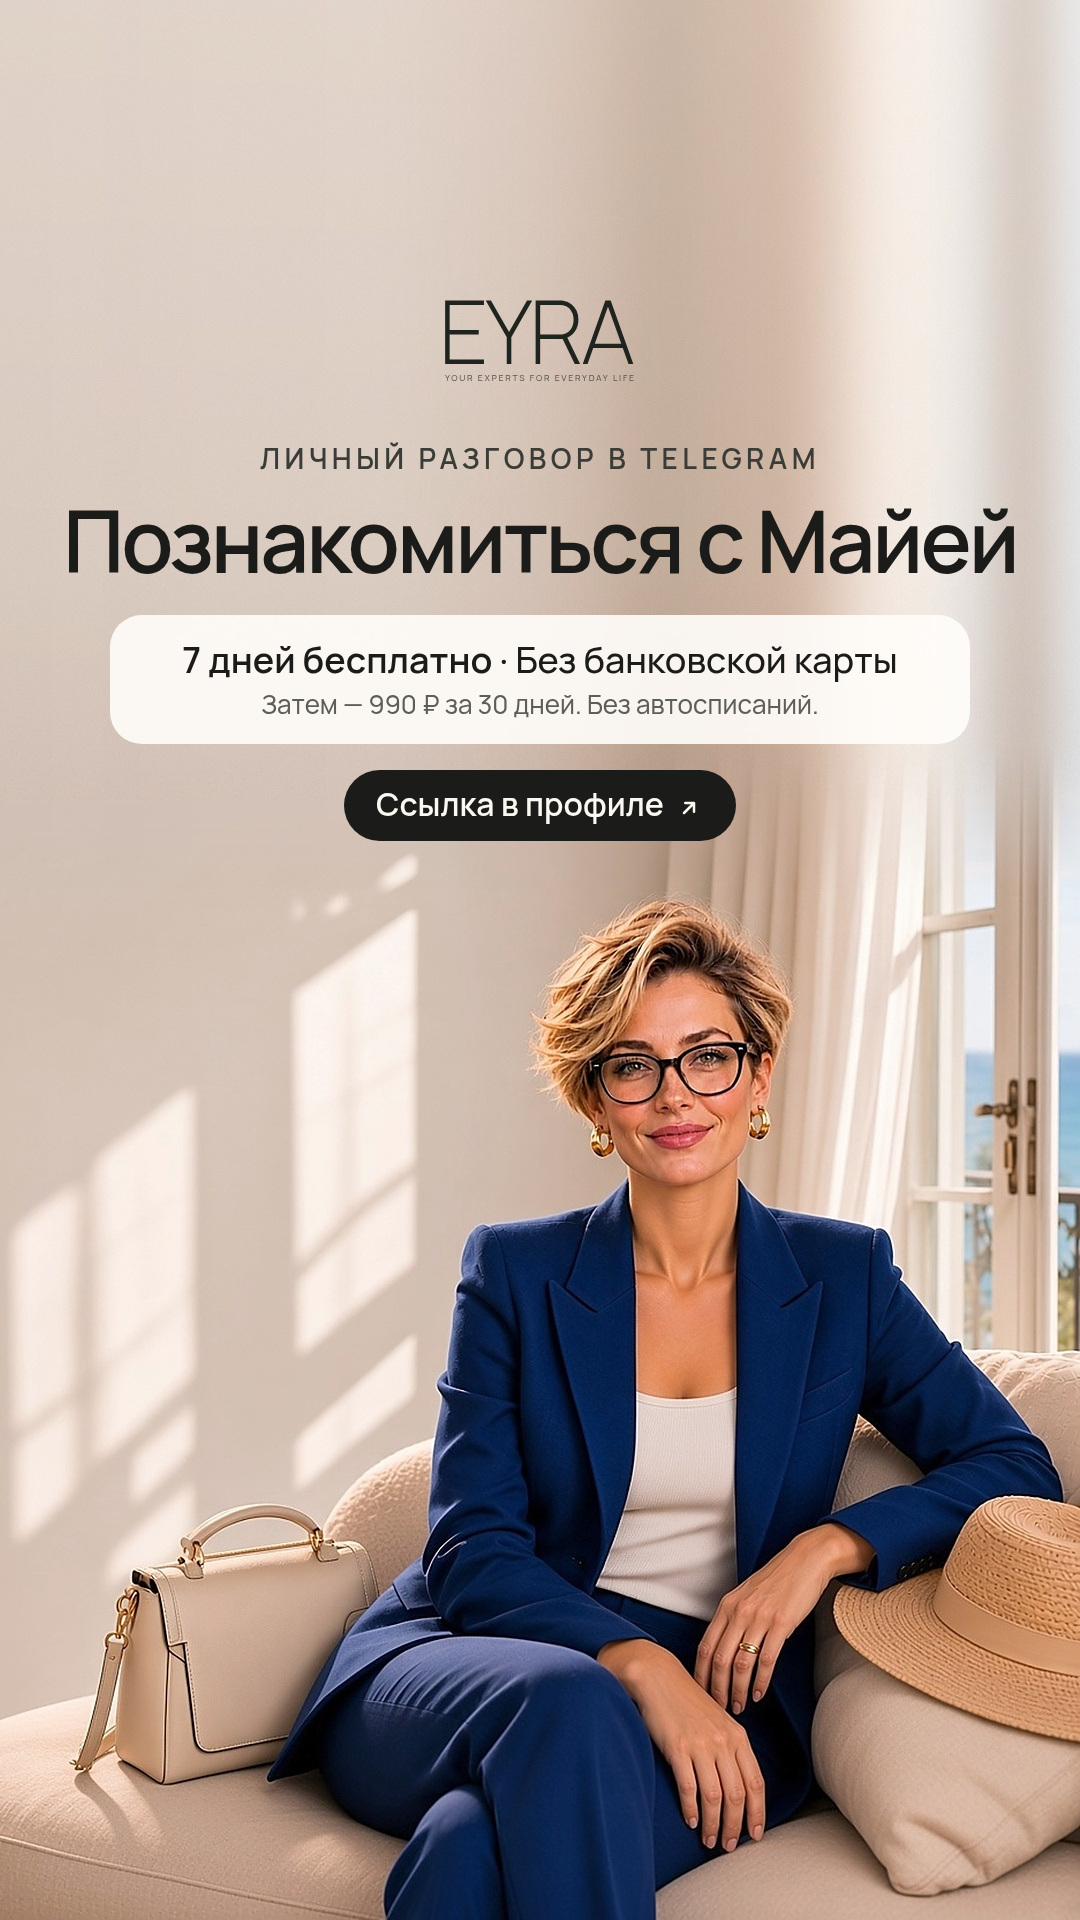 EYRA
YOUR EXPERTS FOR EVERYDAY LIFE
ЛИЧНЫЙ РАЗГОВОР В TELEGRAM
Познакомиться с Майей
7 дней бесплатно · Без банковской карты
Затем — 990 ₽ за 30 дней. Без автосписаний.
Ссылка в профиле ↗